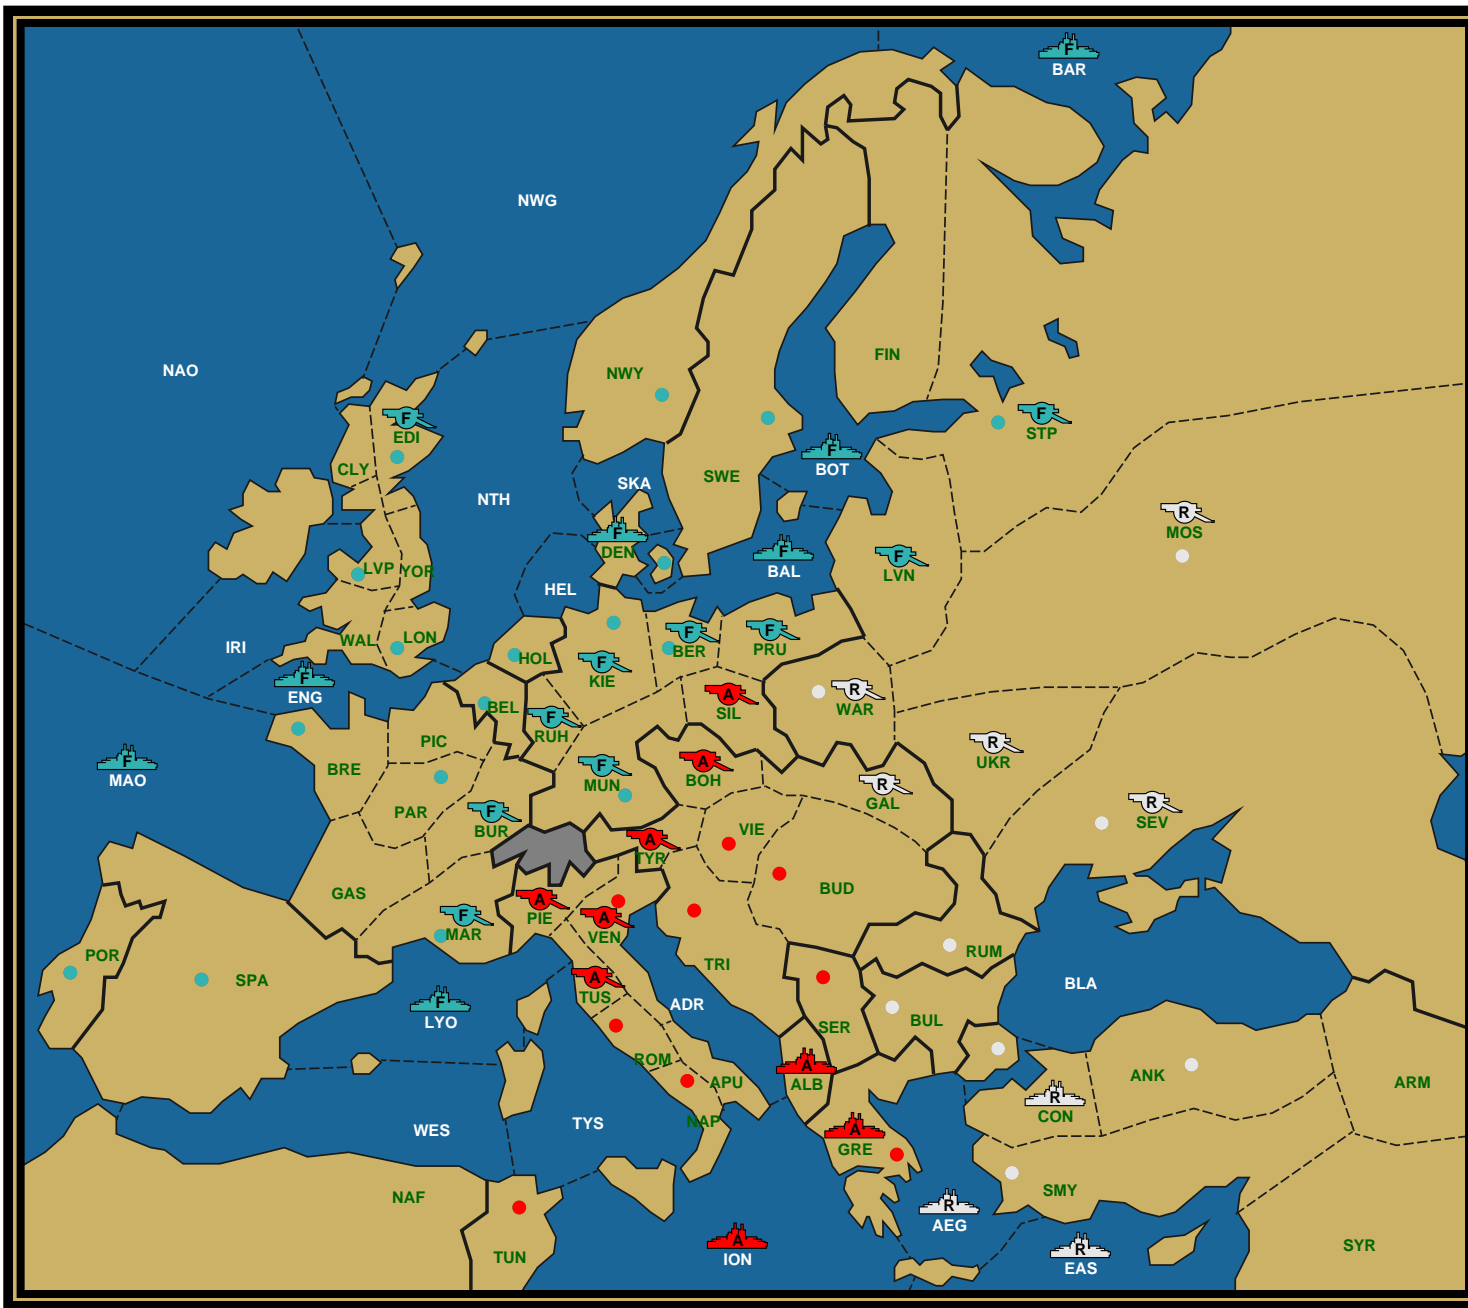 F
BAR
NWG
NAO
FIN
NWY
F
EDI
F
STP
CLY
F
BOT
SWE
SKA
NTH
R
MOS
F
DEN
F
BAL
F
LVN
LVP
YOR
HEL
IRI
WAL
LON
F
BER
F
PRU
HOL
F
KIE
F
ENG
A
SIL
R
WAR
BEL
F
RUH
PIC
BRE
F
MAO
F
MUN
A
BOH
R
UKR
R
GAL
R
SEV
PAR
F
BUR
VIE
A
TYR
BUD
GAS
A
PIE
F
MAR
A
VEN
POR
SPA
TRI
RUM
A
TUS
F
LYO
ADR
BLA
SER
BUL
ROM
A
ALB
APU
ANK
ARM
R
CON
NAP
WES
TYS
A
GRE
NAF
SMY
R
AEG
A
ION
R
EAS
TUN
SYR